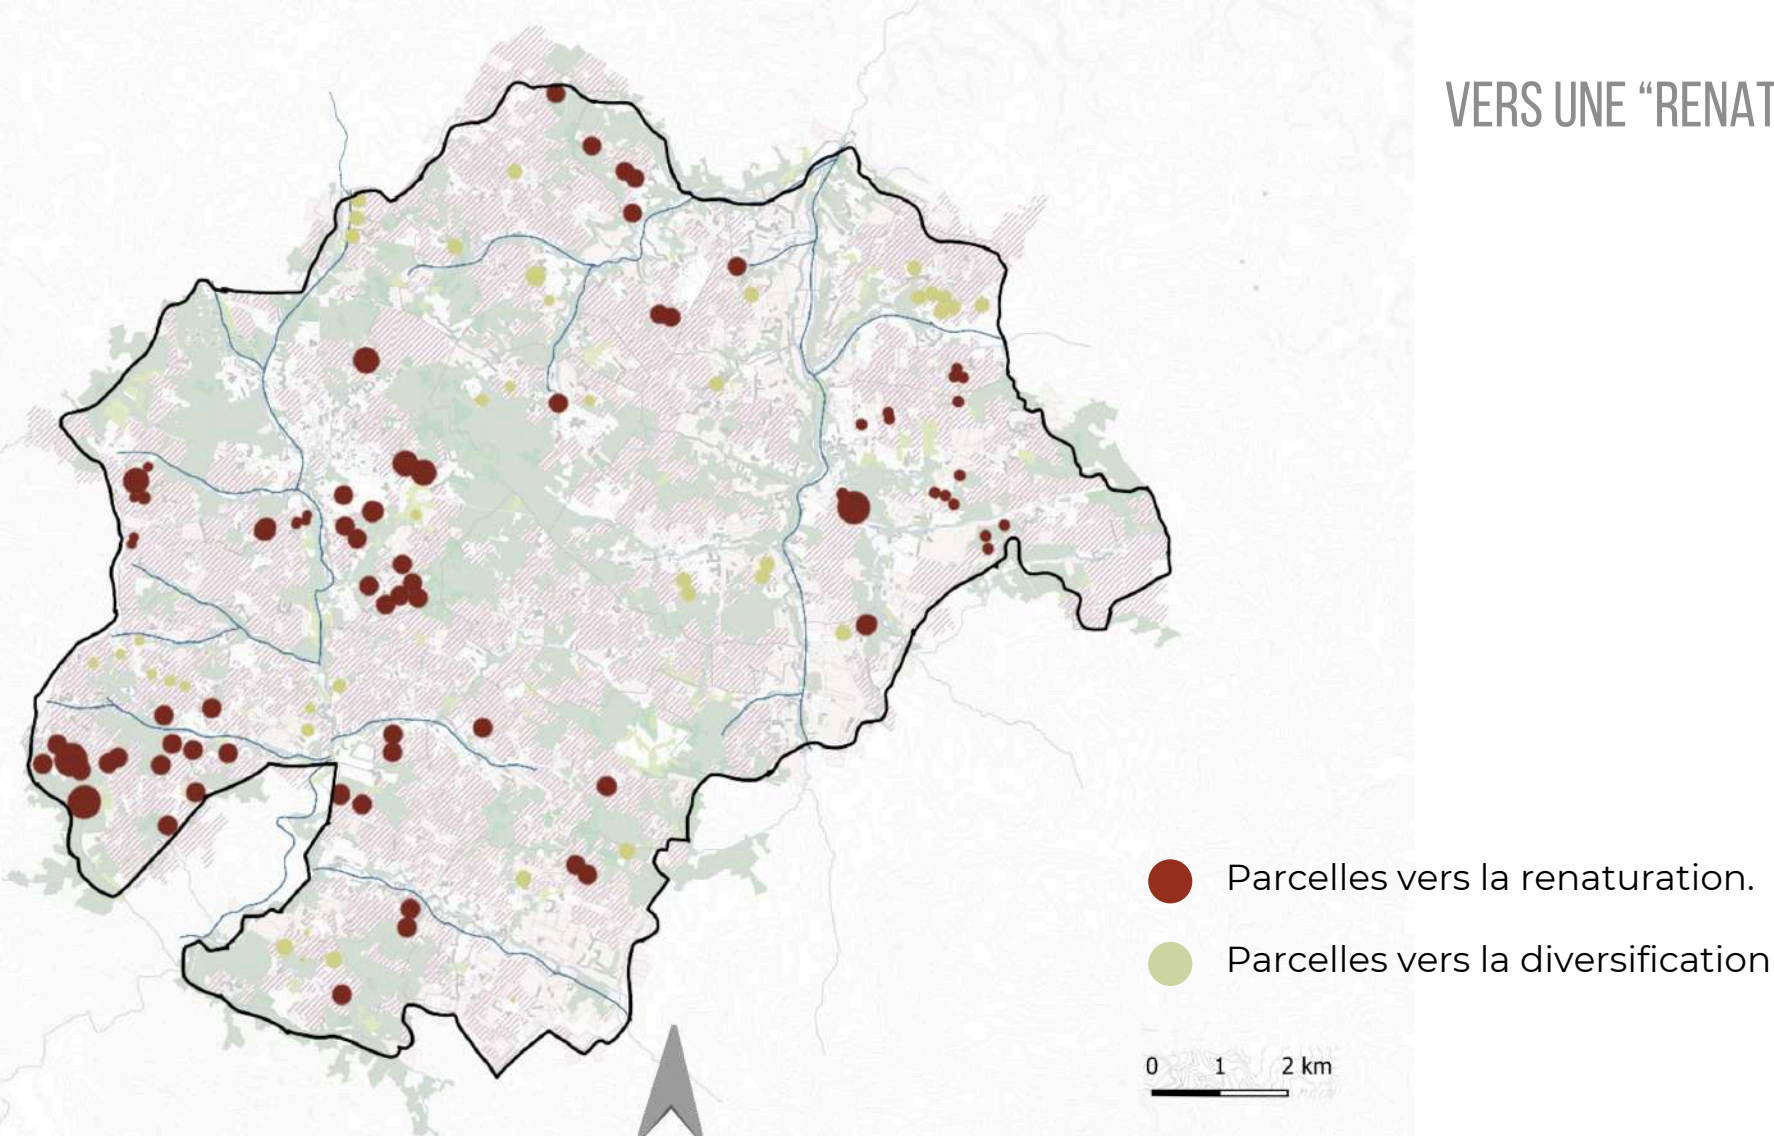 VERS UNE “RENAT
Parcelles vers la renaturation.
Parcelles vers la diversification
0 1 2 km